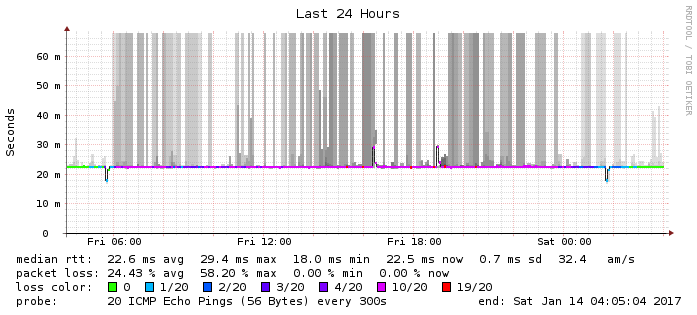 Last 24 Hours
RRDTOOL / TOBI OETIKER
Seconds
60 m
50 m
40 m
30 m
20 m
10 m
0
Fri 06:00 Fri 12:00 Fri 18:00 Sat 00:00
median rtt: 22.6 ms avg 29.4 ms max 18.0 ms min 22.5 ms now 0.7 ms sd 32.4 am/s
packet loss: 24.43 % avg 58.20 % max 0.00 % min 0.00 % now
loss color: 0 1/20 2/20 3/20 4/20 10/20 19/20
probe: 20 ICMP Echo Pings (56 Bytes) every 300s end: Sat Jan 14 04:05:04 2017